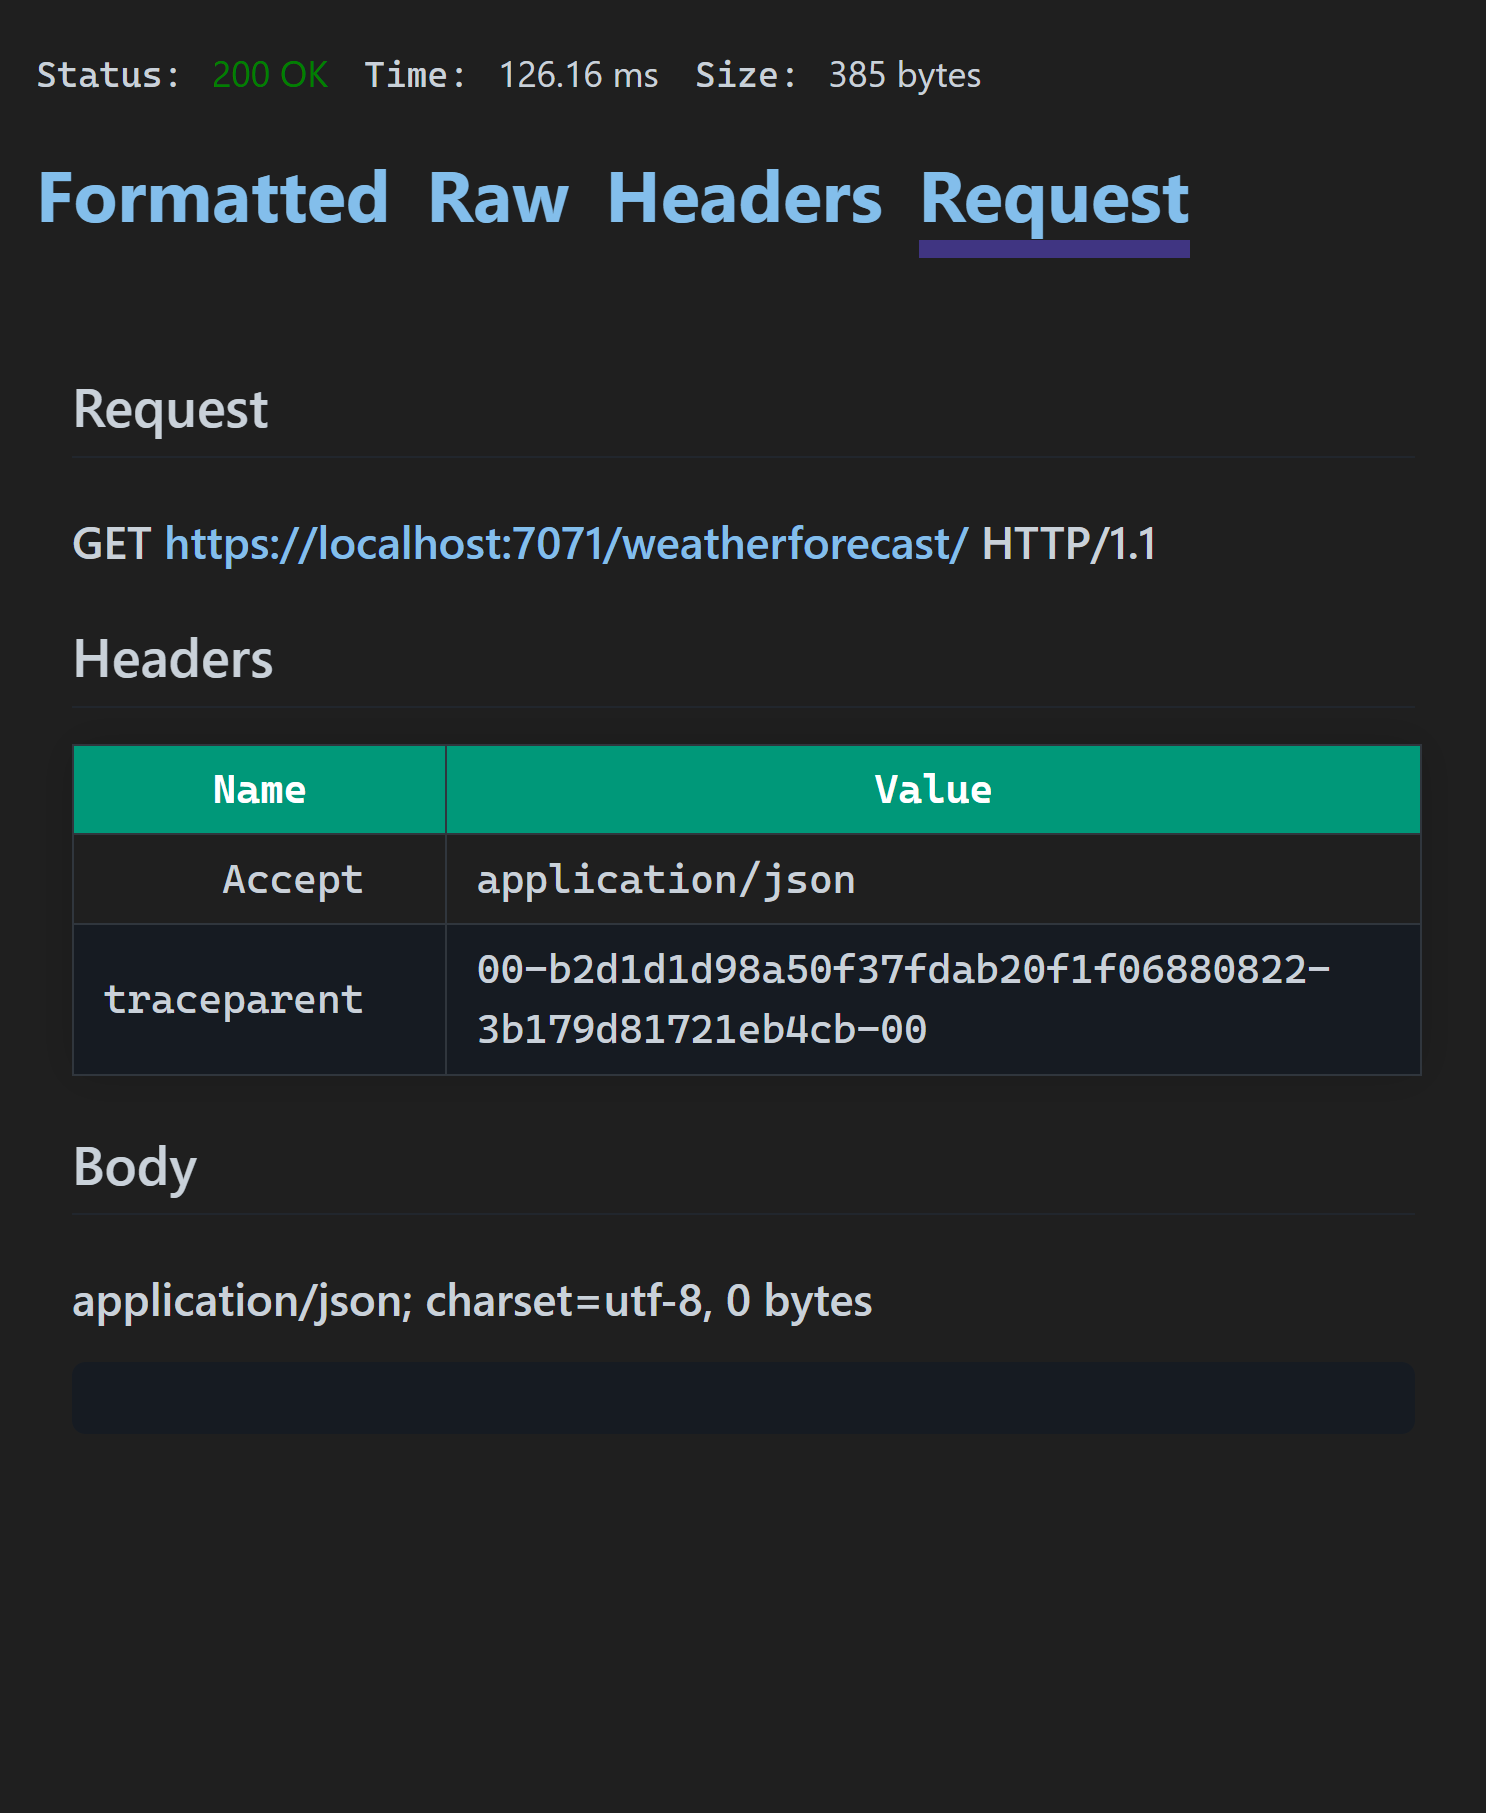 Status: 200 OK Time: 126.16 ms Size: 385 bytes
Formatted Raw Headers Request
Request
GET https://localhost:7071/weatherforecast/ HTTP/1.1
Headers
Name Value
Accept application/json
traceparent 00-b2d1d1d98a50f37fdab20f1f06880822-
3b179d81721eb4cb-00
Body
application/json; charset=utf-8, 0 bytes